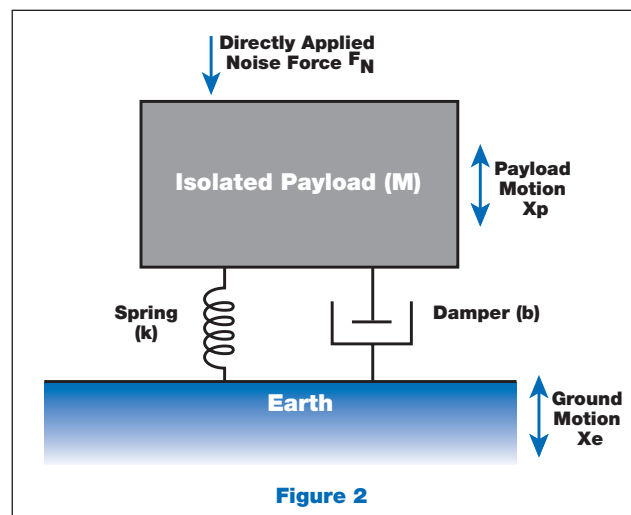 Directly Applied
Noise Force FN
Isolated Payload (M)
Payload
Motion
Xp
Spring
(k)
Damper (b)
Earth
Ground
Motion
Xe
Figure 2